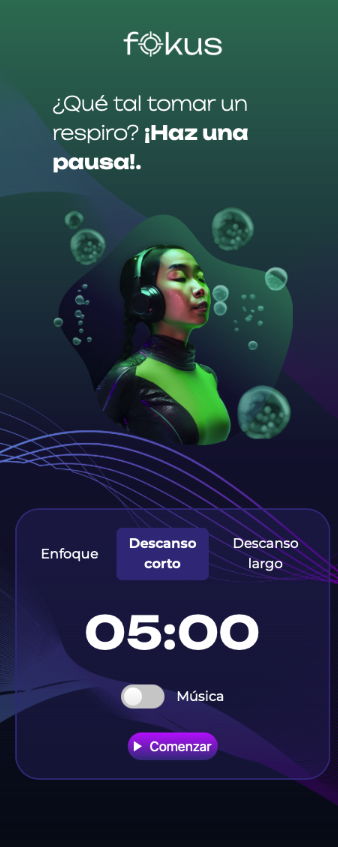 fokus
¿Qué tal tomar un
respiro? ¡Haz una
pausa!.
Enfoque
Descanso
corto
Descanso
largo
05:00
Música
Comenzar